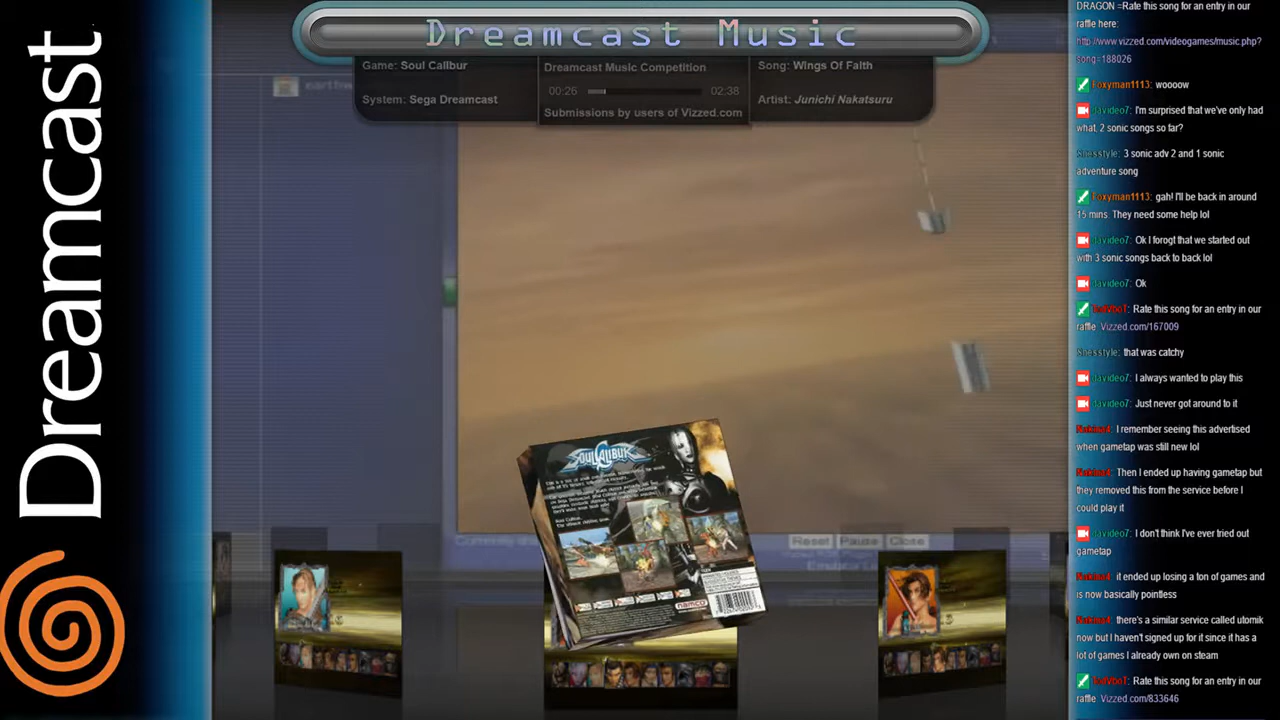 Dreamcast
Dreamcast Music
Game: Soul Calibur
System: Sega Dreamcast
Dreamcast Music Competition
00:26
02:38
Submissions by users of Vizzed.com
Song: Wings Of Faith
Artist: Junichi Nakatsuru
SOULCALIBUR
namco
Reset Pause Close
DRAGON =Rate this song for an entry in our
raffle here:
http://www.vizzed.com/videogames/music.php?
song=188026
Foxyman1113: woooow
davideo7: I'm surprised that we've only had
what, 2 sonic songs so far?
Shesstyle: 3 sonic adv 2 and 1 sonic
adventure song
Foxyman1113: gah! I'll be back in around
15 mins. They need some help lol
davideo7: Ok I forogt that we started out
with 3 sonic songs back to back lol
davideo7: Ok
Rate this song for an entry in our
raffle Vizzed.com/167009
Shesstyle: that was catchy
davideo7: I always wanted to play this
davideo7: Just never got around to it
I remember seeing this advertised
when gametap was still new lol
Then I ended up having gametap but
they removed this from the service before I
could play it
davideo7: I don't think I've ever tried out
gametap
it ended up losing a ton of games and
is now basically pointless
there's a similar service called utomik
now but I haven't signed up for it since it has a
lot of games I already own on steam
Rate this song for an entry in our
raffle Vizzed.com/833646